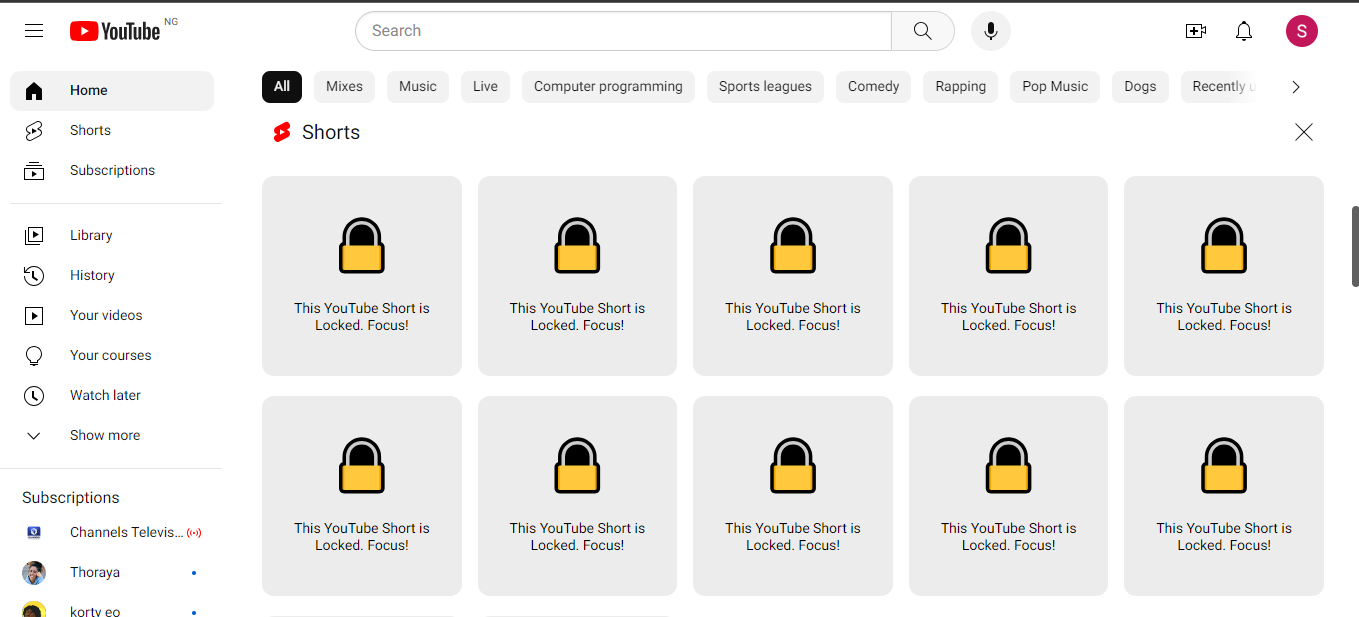 YouTube NG
Search
S
Home
Shorts
Subscriptions
Library
History
Your videos
Your courses
Watch later
Show more
Subscriptions
Channels Televis...
Thoraya
korty eo
All Mixes Music Live Computer programming Sports leagues Comedy Rapping Pop Music Dogs Recently u
Shorts
This YouTube Short is
Locked. Focus!
This YouTube Short is
Locked. Focus!
This YouTube Short is
Locked. Focus!
This YouTube Short is
Locked. Focus!
This YouTube Short is
Locked. Focus!
This YouTube Short is
Locked. Focus!
This YouTube Short is
Locked. Focus!
This YouTube Short is
Locked. Focus!
This YouTube Short is
Locked. Focus!
This YouTube Short is
Locked. Focus!